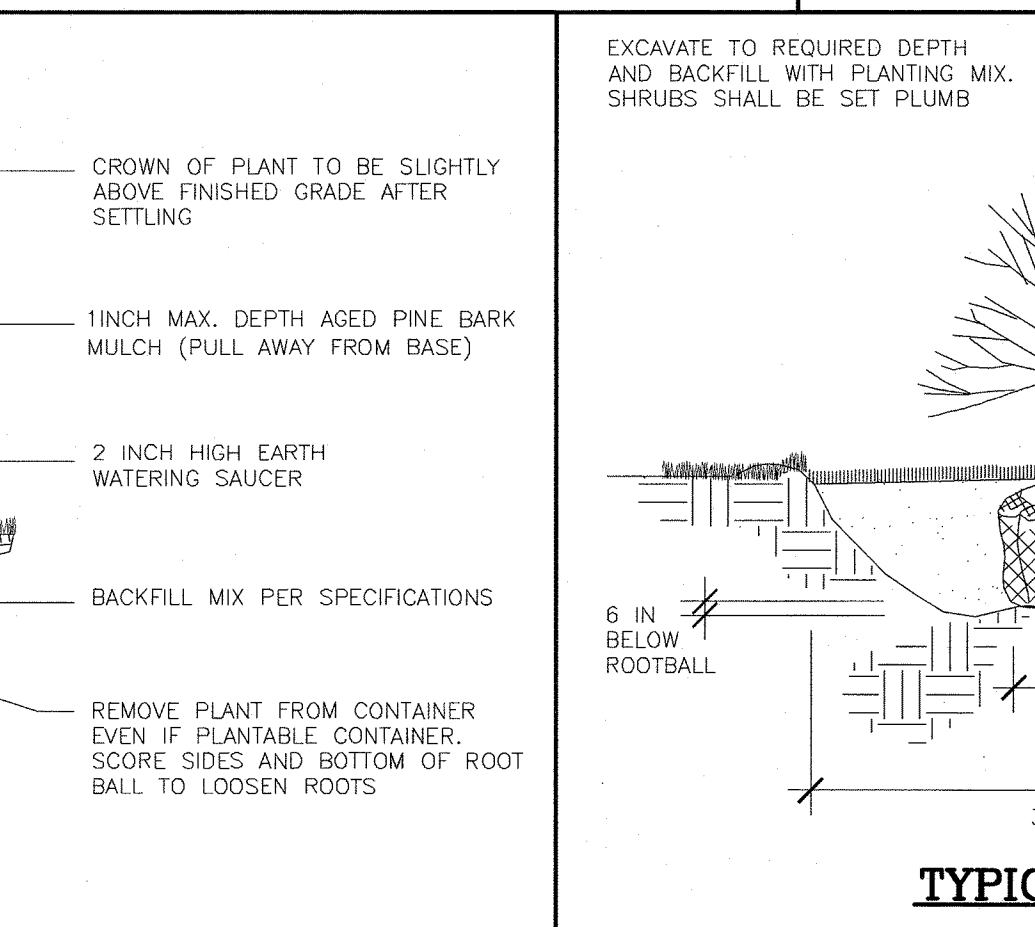 CROWN OF PLANT TO BE SLIGHTLY
ABOVE FINISHED GRADE AFTER
SETTLING
1INCH MAX. DEPTH AGED PINE BARK
MULCH (PULL AWAY FROM BASE)
2 INCH HIGH EARTH
WATERING SAUCER
BACKFILL MIX PER SPECIFICATIONS
REMOVE PLANT FROM CONTAINER
EVEN IF PLANTABLE CONTAINER.
SCORE SIDES AND BOTTOM OF ROOT
BALL TO LOOSEN ROOTS
EXCAVATE TO REQUIRED DEPTH
AND BACKFILL WITH PLANTING MIX.
SHRUBS SHALL BE SET PLUMB
6 IN
BELOW
ROOTBALL